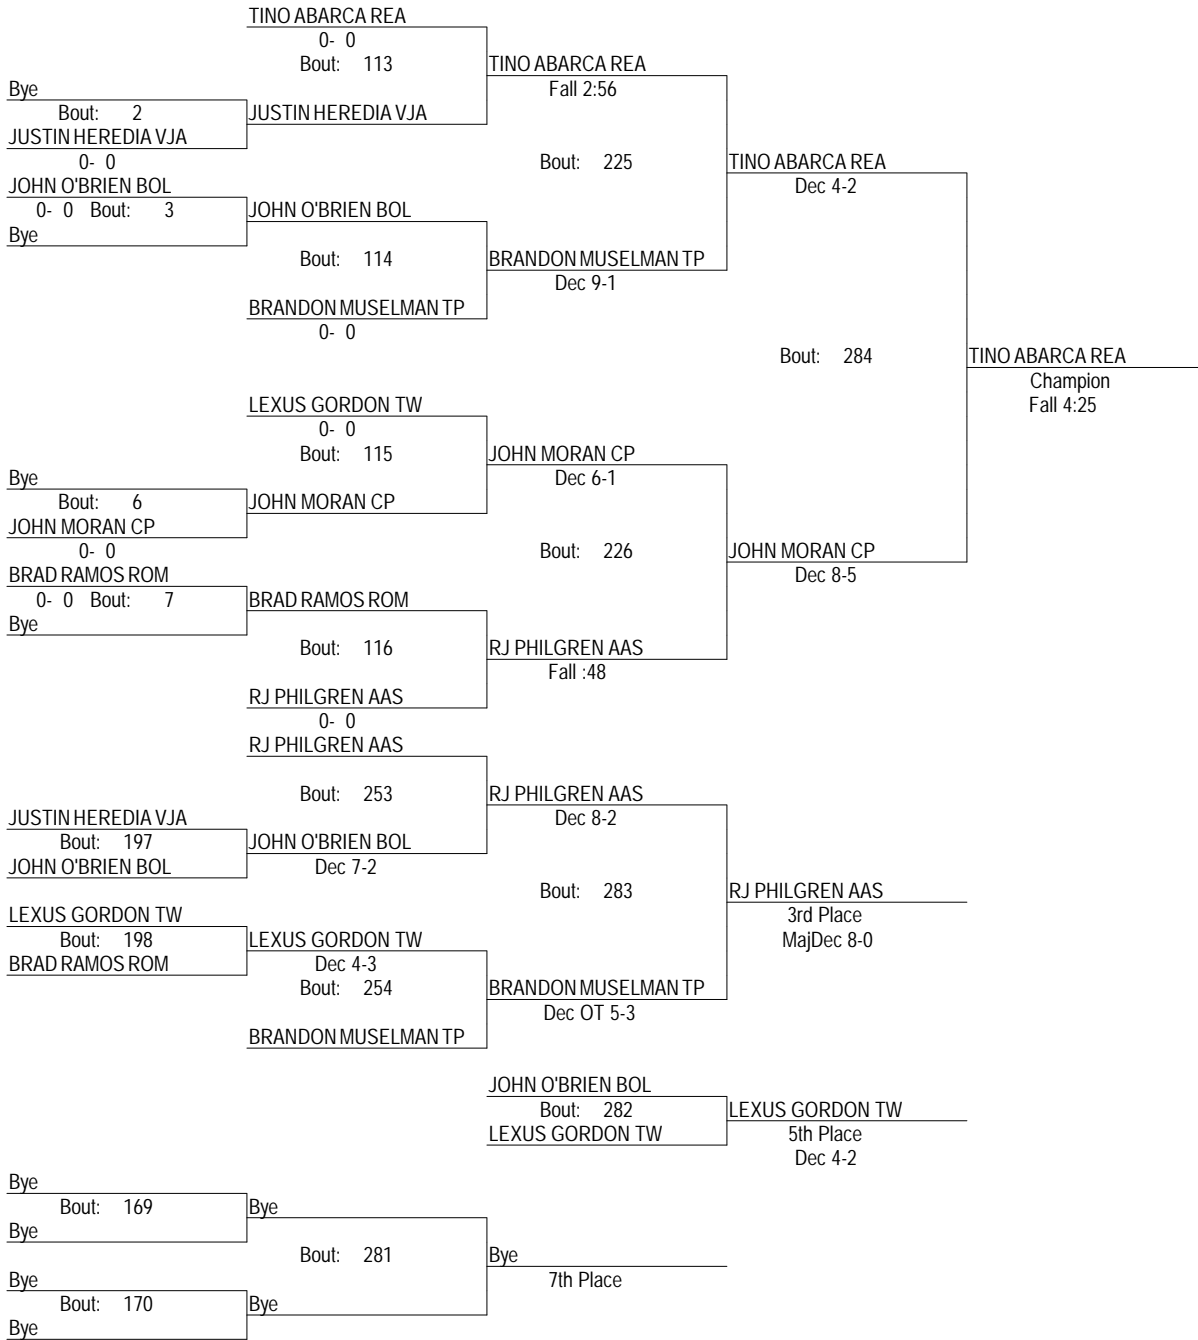 TINO ABARCA REA
0- 0
Bout: 113
TINO ABARCA REA
Fall 2:56
Bye
Bout: 2
JUSTIN HEREDIA VJA
JUSTIN HEREDIA VJA
0- 0
Bout: 225
TINO ABARCA REA
Dec 4-2
JOHN O'BRIEN BOL
0- 0 Bout: 3
JOHN O'BRIEN BOL
Bye
Bout: 114
BRANDON MUSELMAN TP
Dec 9-1
BRANDON MUSELMAN TP
0- 0
Bout: 284
TINO ABARCA REA
Champion
Fall 4:25
LEXUS GORDON TW
0- 0
Bout: 115
JOHN MORAN CP
Dec 6-1
Bye
Bout: 6
JOHN MORAN CP
JOHN MORAN CP
0- 0
Bout: 226
JOHN MORAN CP
Dec 8-5
BRAD RAMOS ROM
0- 0 Bout: 7
BRAD RAMOS ROM
Bye
Bout: 116
RJ PHILGREN AAS
Fall :48
RJ PHILGREN AAS
0- 0
RJ PHILGREN AAS
Bout: 253
RJ PHILGREN AAS
Dec 8-2
JUSTIN HEREDIA VJA
Bout: 197
JOHN O'BRIEN BOL
JOHN O'BRIEN BOL
Dec 7-2
Bout: 283
RJ PHILGREN AAS
3rd Place
MajDec 8-0
LEXUS GORDON TW
Bout: 198
LEXUS GORDON TW
BRAD RAMOS ROM
Dec 4-3
Bout: 254
BRANDON MUSELMAN TP
Dec OT 5-3
BRANDON MUSELMAN TP
JOHN O'BRIEN BOL
Bout: 282
LEXUS GORDON TW
LEXUS GORDON TW
5th Place
Dec 4-2
Bye
Bout: 169
Bye
Bye
Bout: 281
Bye
7th Place
Bye
Bout: 170
Bye
Bye